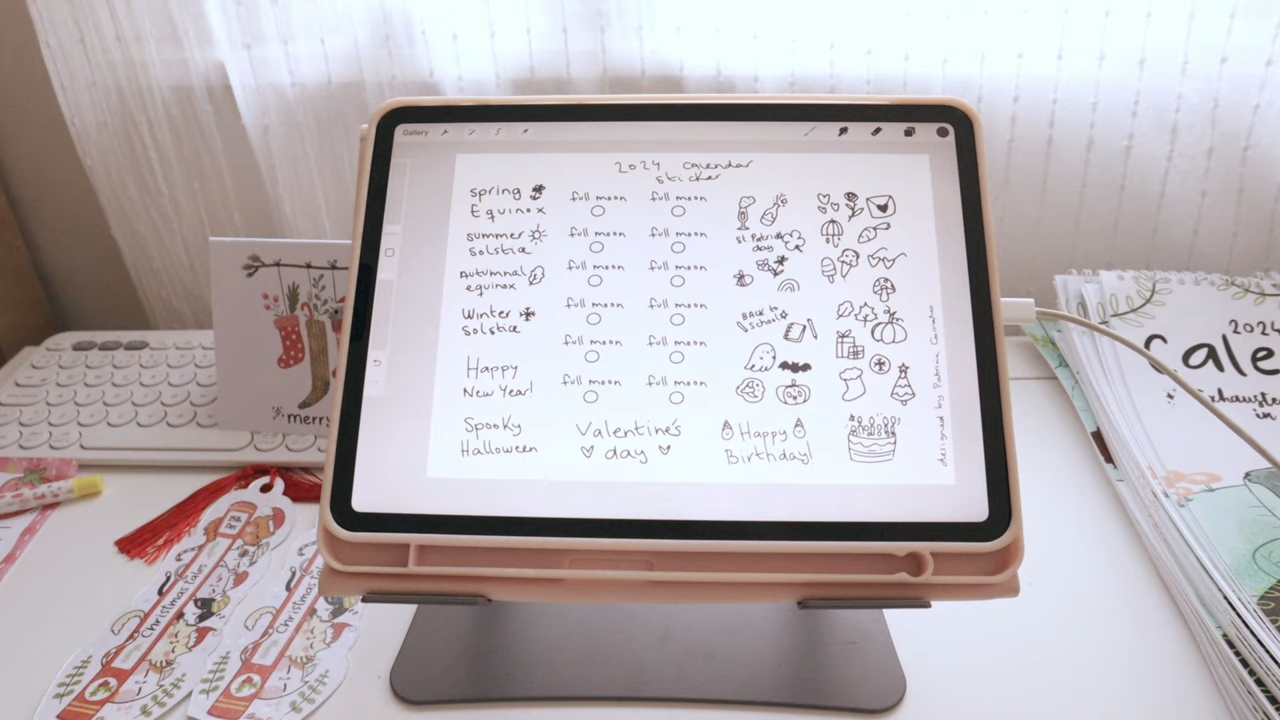 Gallery
2024 Calendar
sticker
spring
Equinox
summer
solstice
Autumnal
equinox
Winter
solstice
Happy
New Year!
Spooky
Halloween
full moon full moon
full moon full moon
full moon full moon
full moon full moon
full moon full moon
full moon full moon
Valentine's
day
St Patrick
day
BACK to
School
Happy
Birthday!
designed by Patrina
merry
Christmas Tales
Christmas Tales
2024
Cale
xhauste
in